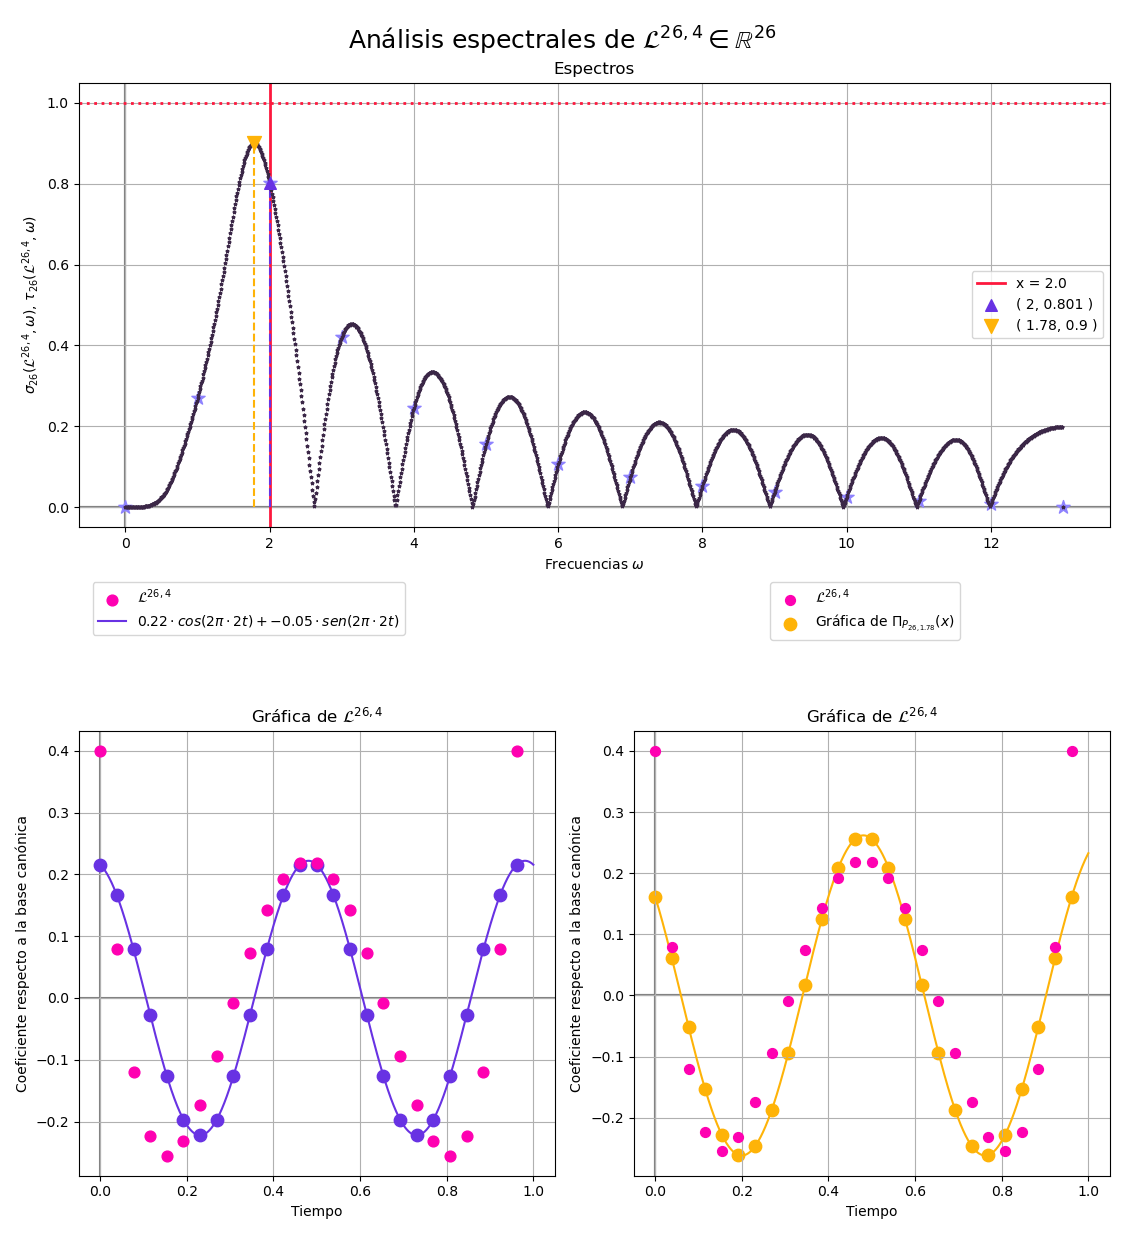 Análisis espectrales de 𝓛^{26,4} ∈ ℝ^{26}
Espectros
σ_{26}(𝓛^{26,4}, ω), τ_{26}(𝓛^{26,4}, ω)
1.0
0.8
0.6
0.4
0.2
0.0
x = 2.0
( 2, 0.801 )
( 1.78, 0.9 )
0 2 4 6 8 10 12
Frecuencias ω
𝓛^{26,4}
0.22 · cos(2π · 2t) + −0.05 · sen(2π · 2t)
𝓛^{26,4}
Gráfica de Π_{P_{26,1.78}}(x)
Gráfica de 𝓛^{26,4}
Coeficiente respecto a la base canónica
0.4
0.3
0.2
0.1
0.0
−0.1
−0.2
0.0 0.2 0.4 0.6 0.8 1.0
Tiempo
Gráfica de 𝓛^{26,4}
Coeficiente respecto a la base canónica
0.4
0.3
0.2
0.1
0.0
−0.1
−0.2
0.0 0.2 0.4 0.6 0.8 1.0
Tiempo